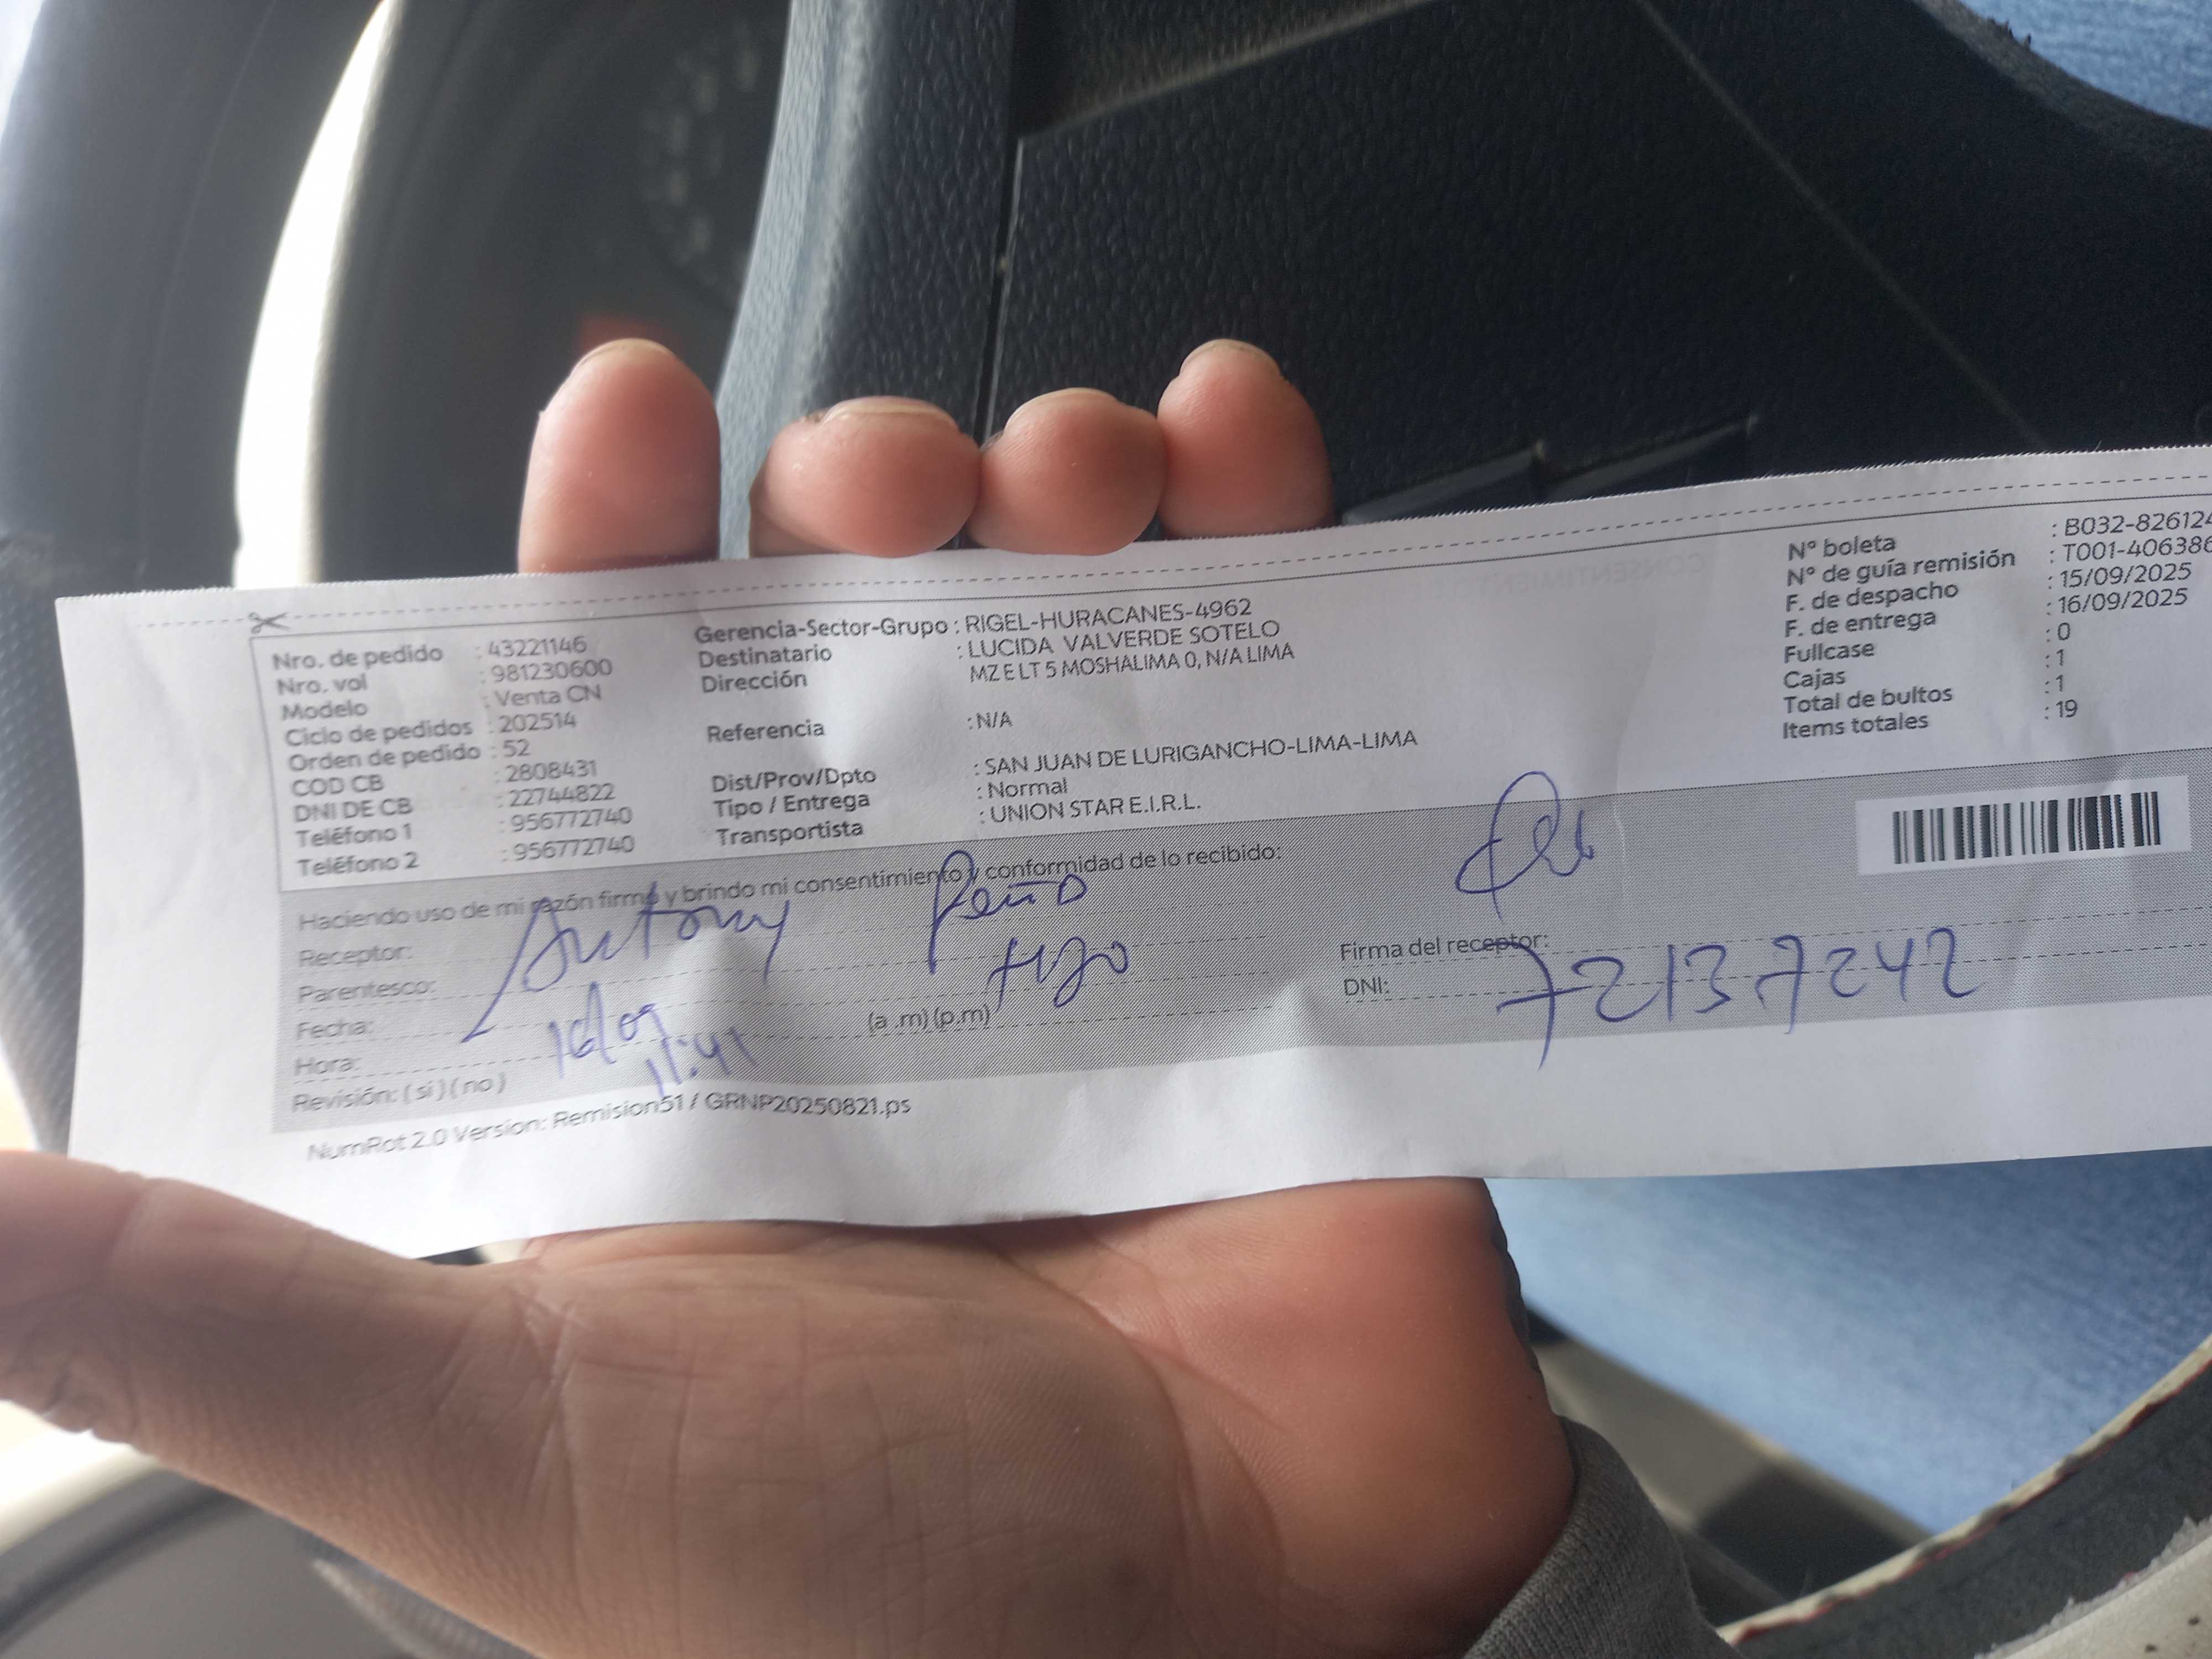 Nro. de pedido : 43221146
Nro. vol : 981230600
Modelo : Venta CN
Ciclo de pedidos : 202514
Orden de pedido : 52
COD CB : 2808431
DNI DE CB : 22744822
Teléfono 1 : 956772740
Teléfono 2 : 956772740
Gerencia-Sector-Grupo : RIGEL-HURACANES-4962
Destinatario : LUCIDA VALVERDE SOTELO
Dirección MZ E LT 5 MOSHALIMA 0, N/A LIMA
Referencia : N/A
Dist/Prov/Dpto : SAN JUAN DE LURIGANCHO-LIMA-LIMA
Tipo / Entrega : Normal
Transportista : UNION STAR E.I.R.L.
N° boleta : B032-826124
N° de guía remisión : T001-406386
F. de despacho : 15/09/2025
F. de entrega : 16/09/2025
Fullcase : 0
Cajas : 1
Total de bultos : 1
Items totales : 19
Haciendo uso de mi razón firmo y brindo mi consentimiento y conformidad de lo recibido:
Receptor: Antony Peña
Parentesco: Hijo
Fecha: 16/09
Hora: 11:41 (a .m) (p.m)
Revisión: ( si ) ( no )
Firma del receptor:
DNI: 72137242
NumRot 2.0 Version: Remision51 / GRNP20250821.ps